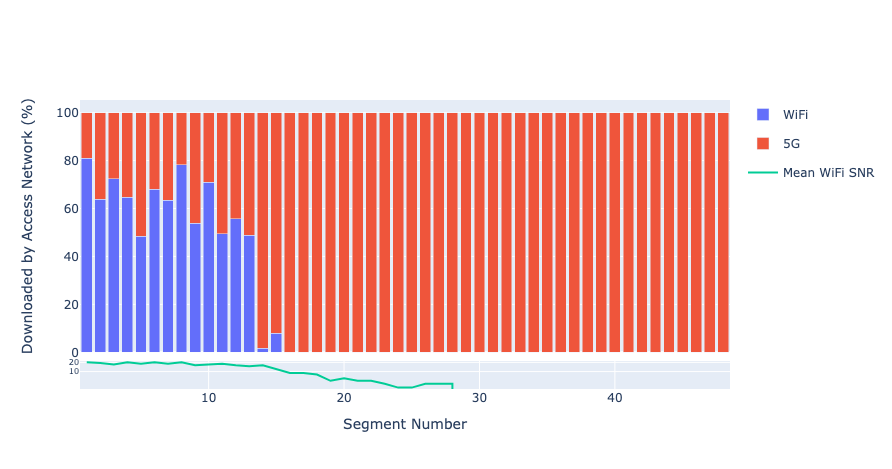 Downloaded by Access Network (%)
100
80
60
40
20
0
20
10
10
20
30
40
Segment Number
WiFi
5G
Mean WiFi SNR